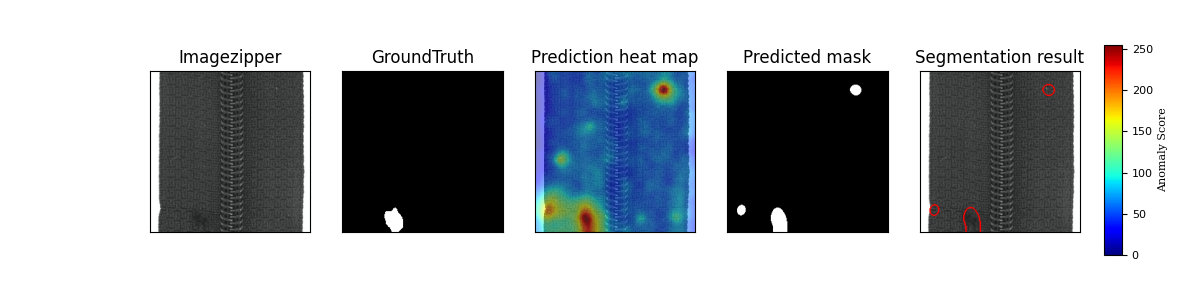 Imagezipper
GroundTruth
Prediction heat map
Predicted mask
Segmentation result
250
200
150
100
50
0
Anomaly Score